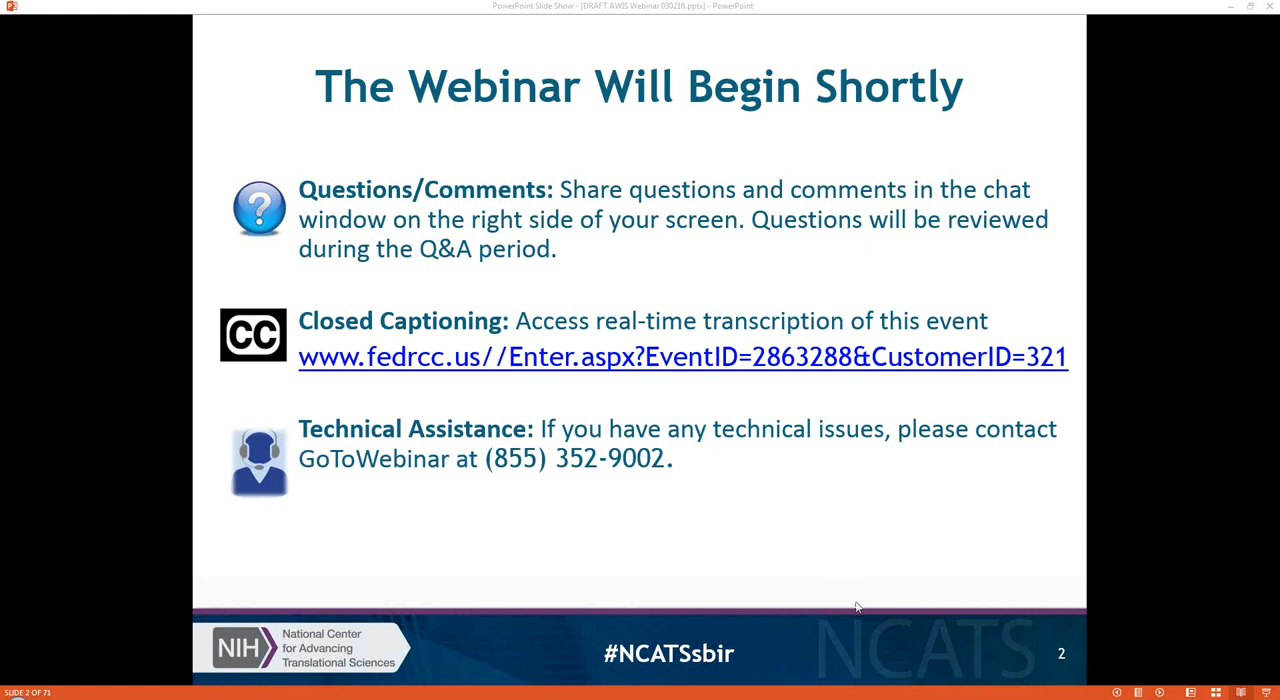 PowerPoint Slide Show - [DRAFT AWIS Webinar 030216.pptx] - PowerPoint
The Webinar Will Begin Shortly
Questions/Comments: Share questions and comments in the chat
window on the right side of your screen. Questions will be reviewed
during the Q&A period.
CC
Closed Captioning: Access real-time transcription of this event
www.fedrcc.us//Enter.aspx?EventID=2863288&CustomerID=321
Technical Assistance: If you have any technical issues, please contact
GoToWebinar at (855) 352-9002.
NIH
National Center
for Advancing
Translational Sciences
#NCATSsbir
NCATS
2
SLIDE 2 OF 71